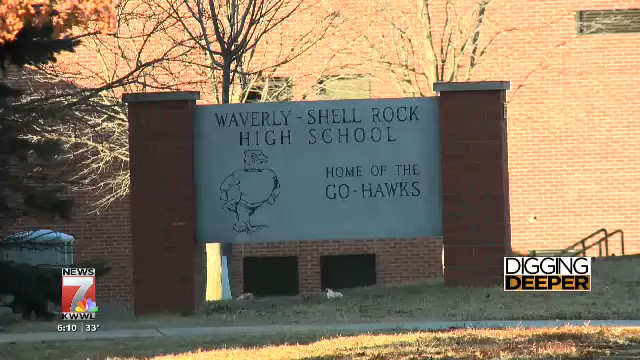 WAVERLY - SHELL ROCK
HIGH SCHOOL
HOME OF THE
GO-HAWKS
DIGGING
DEEPER
NEWS
7
KWWL
6:10 33°